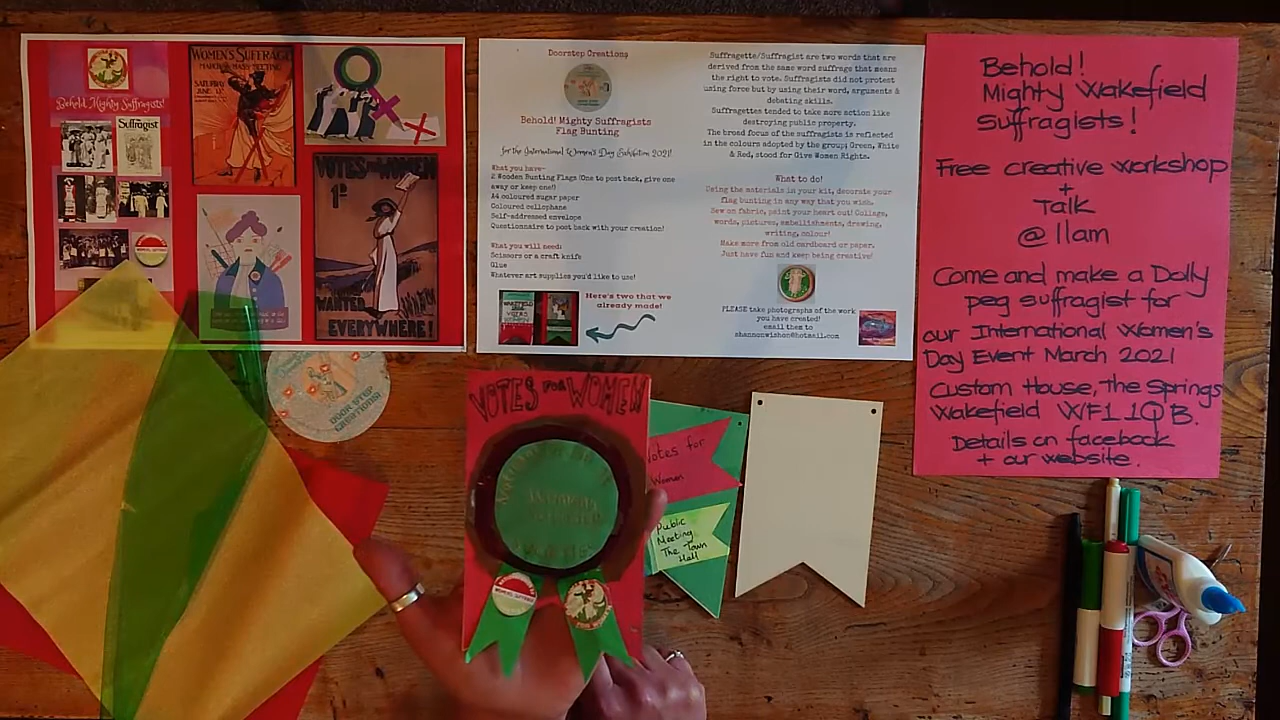 Behold Mighty Suffragists!
Suffragist
WOMEN'S SUFFRAGE
MARCH & MASS MEETING
SATURDAY
JUNE
VOTES FOR WOMEN
1D
WANTED
EVERYWHERE!
DOOR STEP
CREATIONS
Doorstep Creations
Behold! Mighty Suffragists
Flag Bunting
for the International Women's Day Exhibition 2021!
What you have-
2 Wooden Bunting Flags (One to post back, give one
away or keep one!)
A4 coloured sugar paper
Coloured cellophane
Self-addressed envelope
Questionnaire to post back with your creation!
What you will need:
Scissors or a craft knife
Glue
Whatever art supplies you'd like to use!
Here's two that we
already made!
Suffragette/Suffragist are two words that are
derived from the same word suffrage that means
the right to vote. Suffragists did not protest
using force but by using their word, arguments &
debating skills.
Suffragettes tended to take more action like
destroying public property.
The broad focus of the suffragists is reflected
in the colours adopted by the group; Green, White
& Red, stood for Give Women Rights.
What to do!
Using the materials in your kit, decorate your
flag bunting in any way that you wish.
Sew on fabric, paint your heart out! Collage,
words, pictures, embellishments, drawing,
writing, colour!
Make more from old cardboard or paper.
Just have fun and keep being creative!
PLEASE take photographs of the work
you have created!
email them to
shannonwishon@hotmail.com
Behold!
Mighty Wakefield
Suffragists!
Free creative workshop
+
Talk
@ 11am
Come and make a Dolly
peg suffragist for
our International Women's
Day Event March 2021
Custom House, The Springs
Wakefield WF1 1QB.
Details on facebook
+ our website.
VOTES FOR WOMEN
WOMEN'S SUFFRAGE
Votes for
Women
Public
Meeting
The Town
Hall